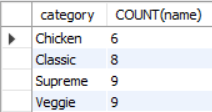 category COUNT(name)
Chicken 6
Classic 8
Supreme 9
Veggie 9